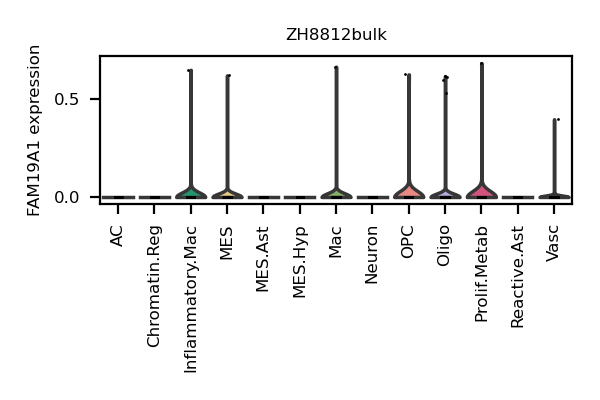 ZH8812bulk
FAM19A1 expression
0.5
0.0
AC
Chromatin.Reg
Inflammatory.Mac
MES
MES.Ast
MES.Hyp
Mac
Neuron
OPC
Oligo
Prolif.Metab
Reactive.Ast
Vasc